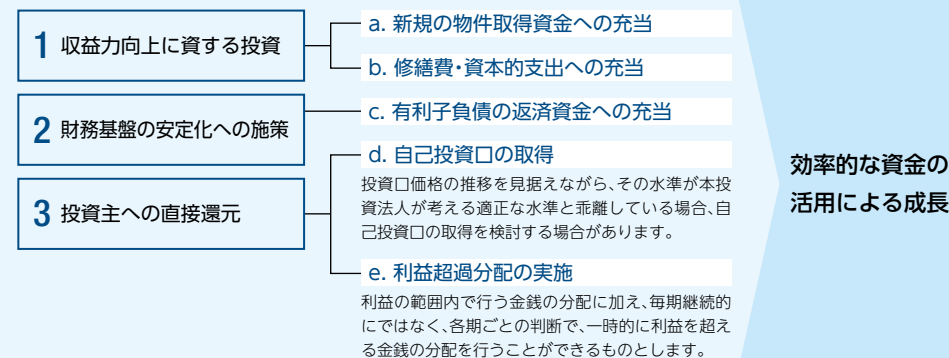 1 収益力向上に資する投資
a. 新規の物件取得資金への充当
b. 修繕費・資本的支出への充当
2 財務基盤の安定化への施策
c. 有利子負債の返済資金への充当
3 投資主への直接還元
d. 自己投資口の取得
投資口価格の推移を見据えながら、その水準が本投
資法人が考える適正な水準と乖離している場合、自
己投資口の取得を検討する場合があります。
e. 利益超過分配の実施
利益の範囲内で行う金銭の分配に加え、毎期継続的
にではなく、各期ごとの判断で、一時的に利益を超え
る金銭の分配を行うことができるものとします。
効率的な資金の
活用による成長